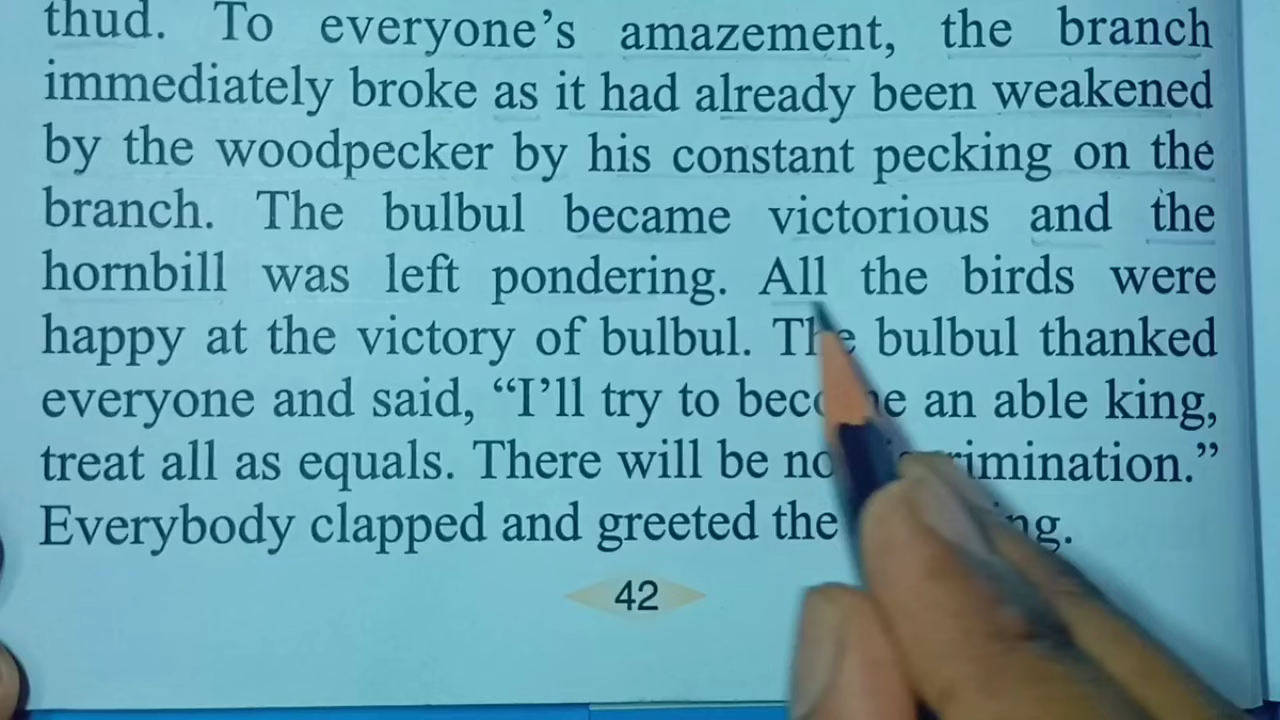 thud. To everyone's amazement, the branch
immediately broke as it had already been weakened
by the woodpecker by his constant pecking on the
branch. The bulbul became victorious and the
hornbill was left pondering. All the birds were
happy at the victory of bulbul. The bulbul thanked
everyone and said, “I'll try to become an able king,
treat all as equals. There will be no discrimination.”
Everybody clapped and greeted the
42